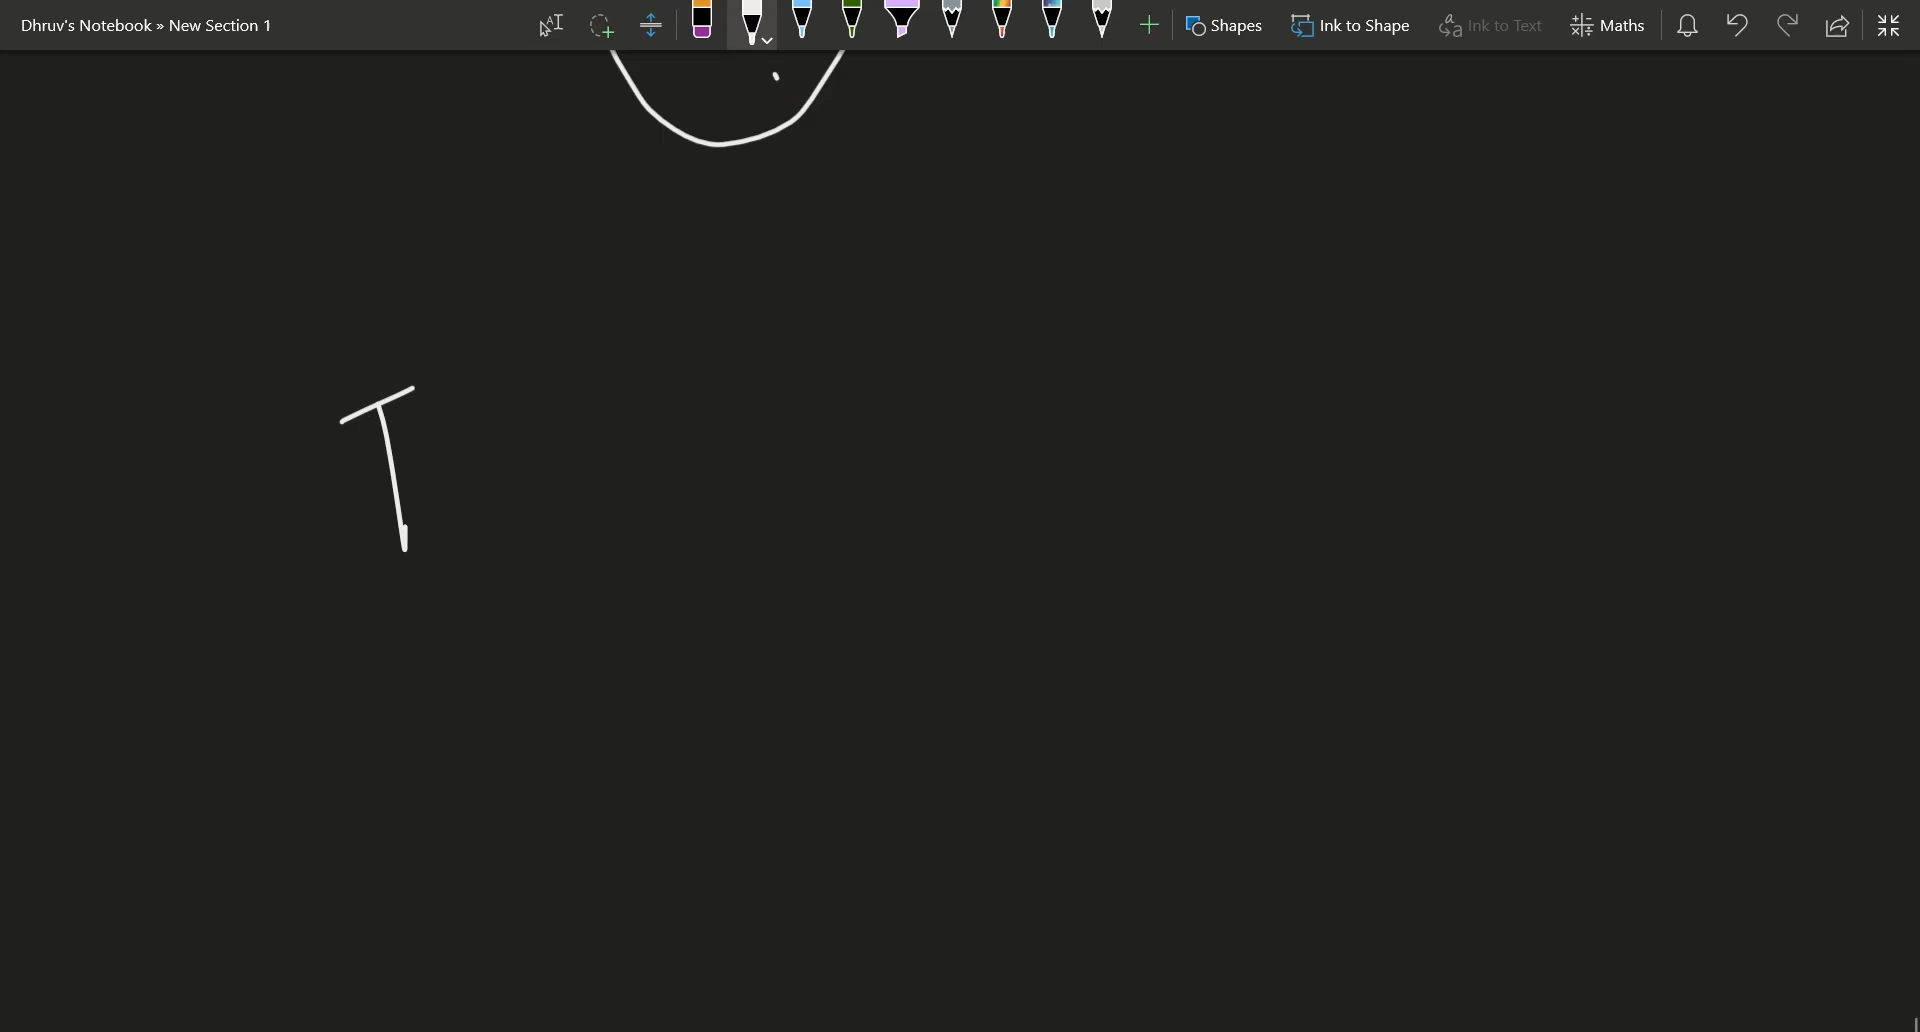 Dhruv's Notebook » New Section 1 Shapes Ink to Shape Ink to Text Maths
T